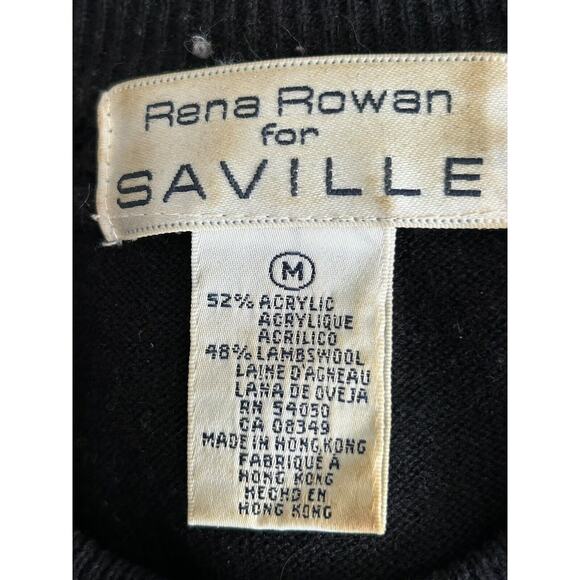 Rena Rowan
for
SAVILLE
M
52% ACRYLIC
ACRYLIQUE
ACRILICO
48% LAMBSWOOL
LAINE D'AGNEAU
LANA DE OVEJA
RN 54050
CA 08349
MADE IN HONG KONG
FABRIQUE A
HONG KONG
HECHO EN
HONG KONG